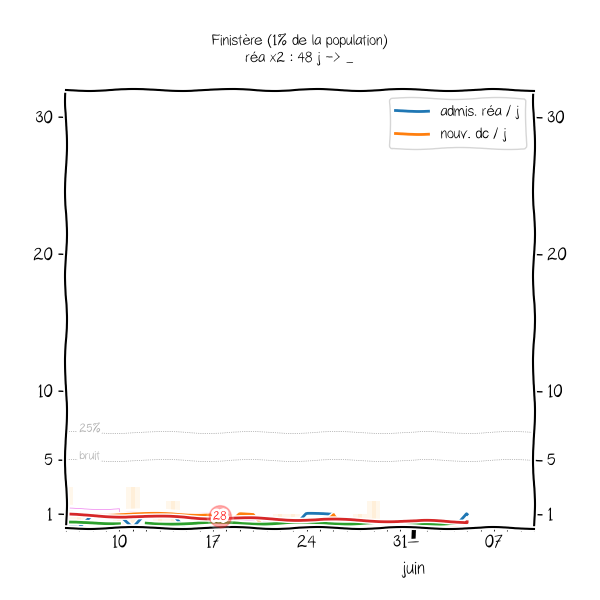 Finistère (1% de la population)
réa x2 : 48 j -> _
admis. réa / j
nouv. dc / j
30
30
20
20
10
10
25%
5
bruit
5
1
28
1
10
17
24
31
07
juin